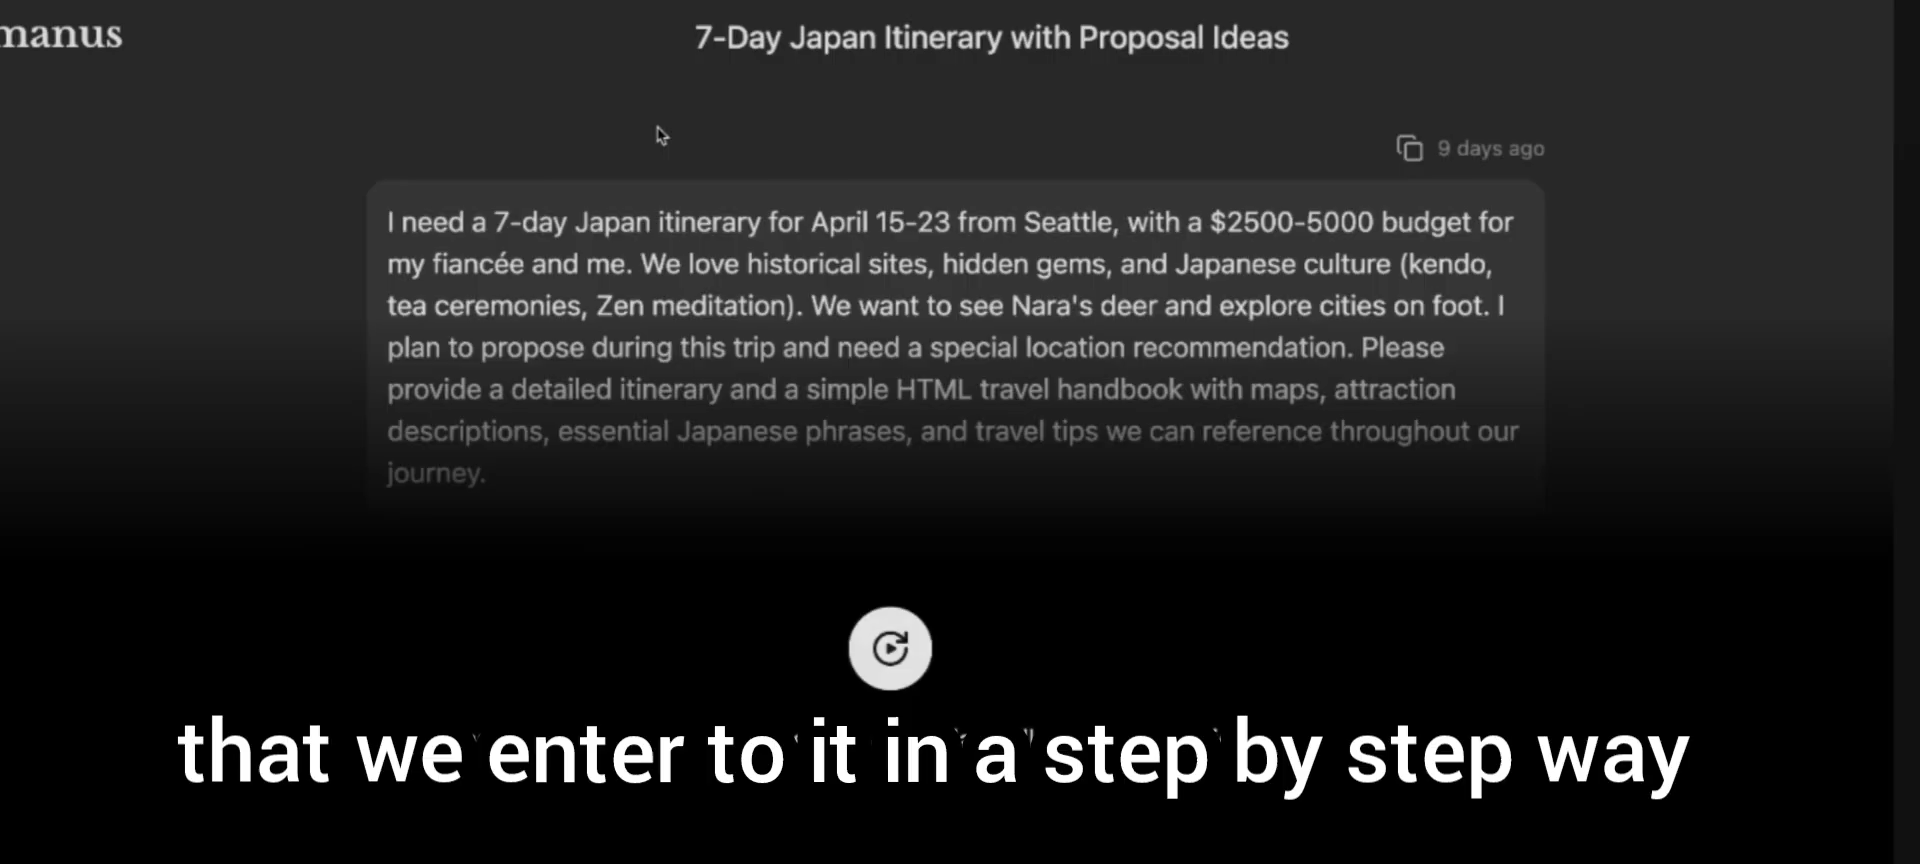 manus
7-Day Japan Itinerary with Proposal Ideas
9 days ago
I need a 7-day Japan itinerary for April 15-23 from Seattle, with a $2500-5000 budget for
my fiancée and me. We love historical sites, hidden gems, and Japanese culture (kendo,
tea ceremonies, Zen meditation). We want to see Nara's deer and explore cities on foot. I
plan to propose during this trip and need a special location recommendation. Please
provide a detailed itinerary and a simple HTML travel handbook with maps, attraction
descriptions, essential Japanese phrases, and travel tips we can reference throughout our
journey.
that we enter to it in a step by step way